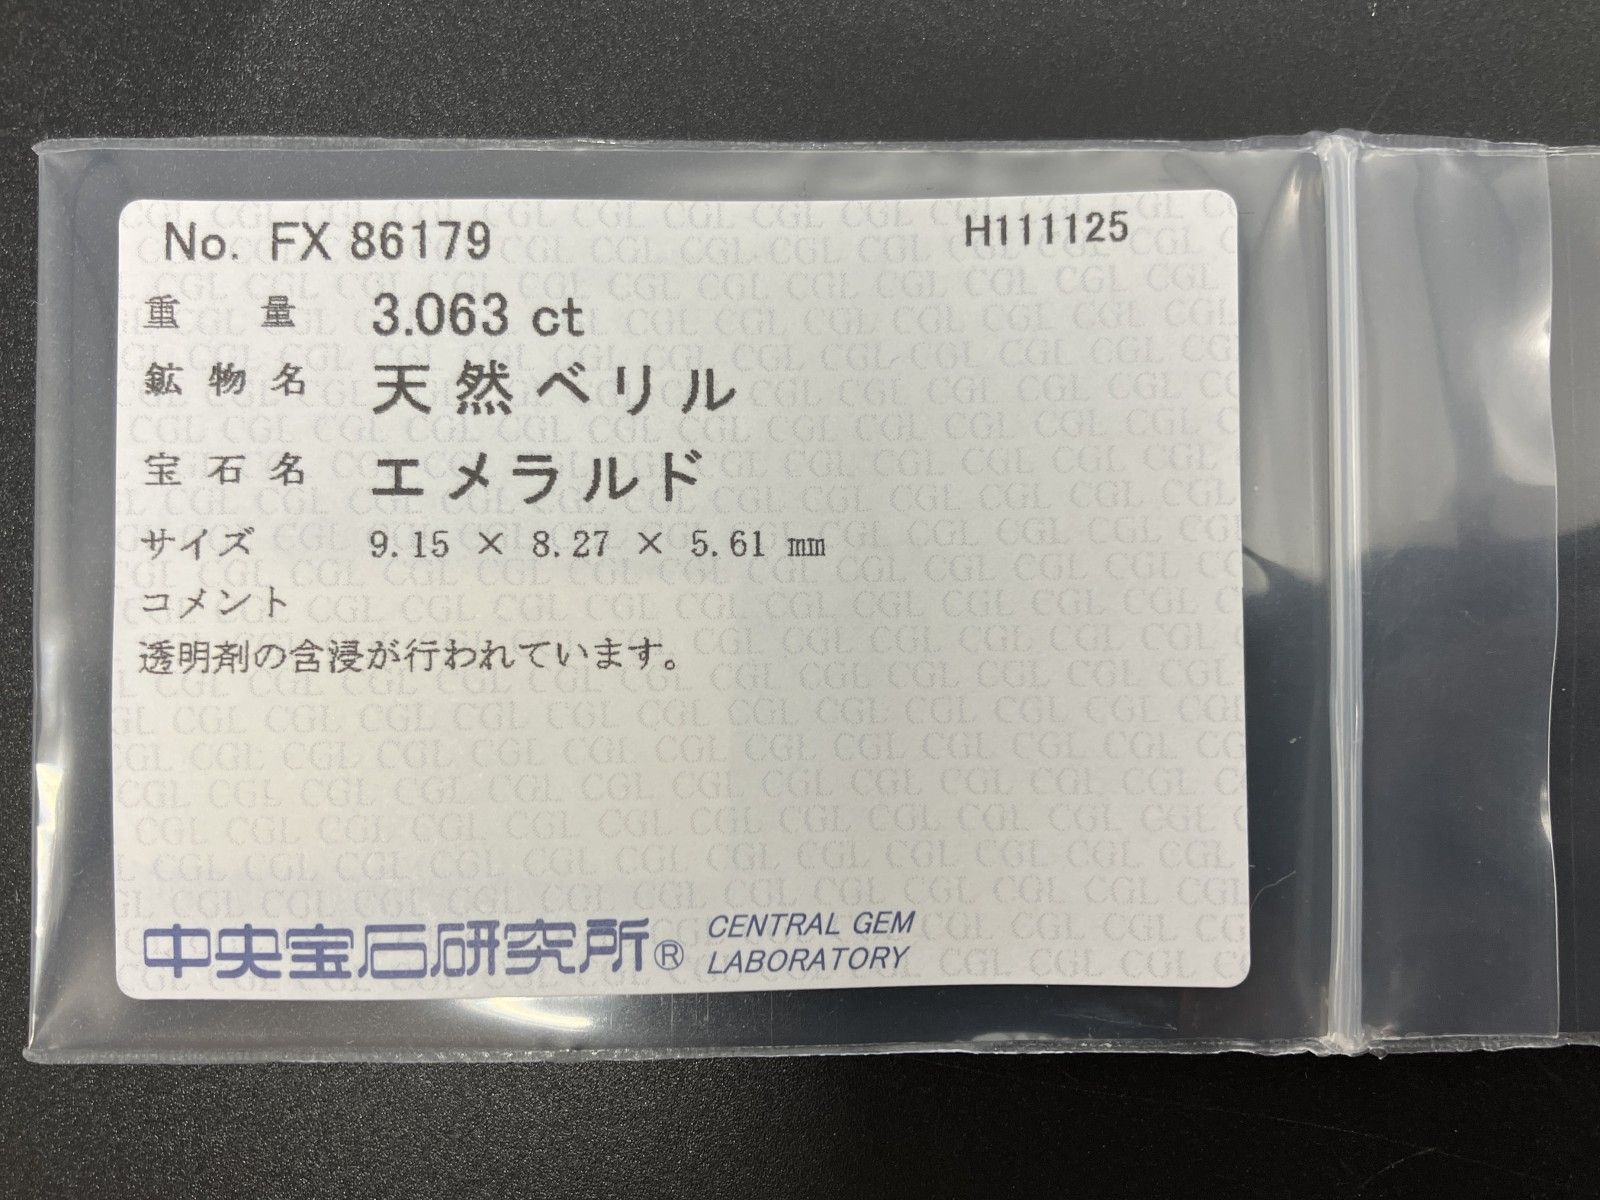 No. FX 86179 H111125
重量 3.063 ct
鉱物名 天然ベリル
宝石名 エメラルド
サイズ 9.15 × 8.27 × 5.61 mm
コメント
透明剤の含浸が行われています。
中央宝石研究所® CENTRAL GEM
LABORATORY